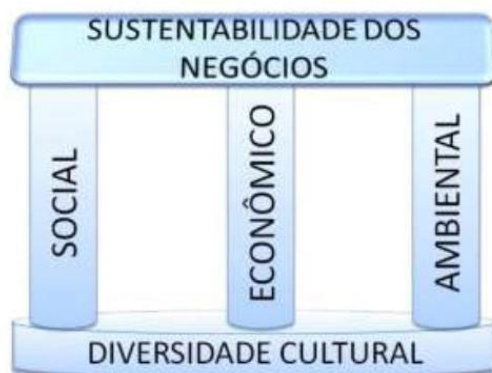 SUSTENTABILIDADE DOS
NEGÓCIOS
SOCIAL
ECONÔMICO
AMBIENTAL
DIVERSIDADE CULTURAL